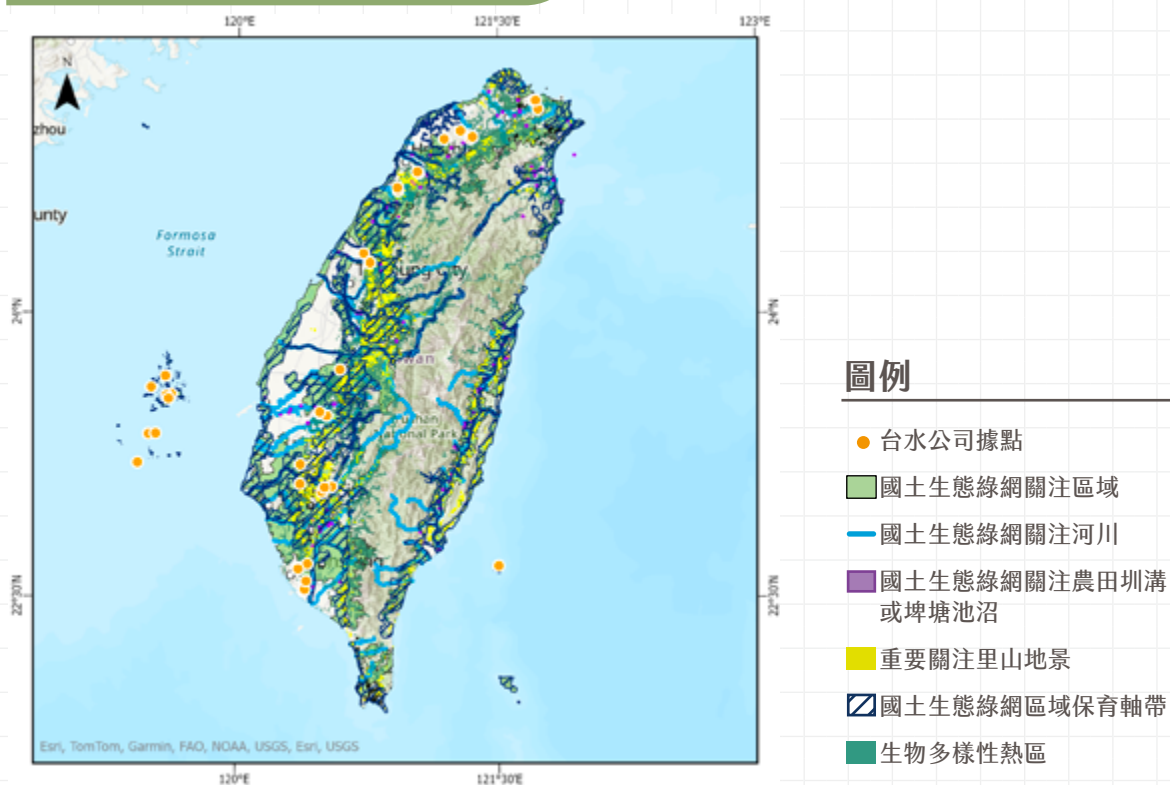 120°E
121°30'E
123°E
N
zhou
unty
Formosa
Strait
ung City
wan
National Park
24°N
24°N
22°30'N
22°30'N
Esri, TomTom, Garmin, FAO, NOAA, USGS, Esri, USGS
120°E
121°30'E
圖例
台水公司據點
國土生態綠網關注區域
國土生態綠網關注河川
國土生態綠網關注農田圳溝
或埤塘池沼
重要關注里山地景
國土生態綠網區域保育軸帶
生物多樣性熱區